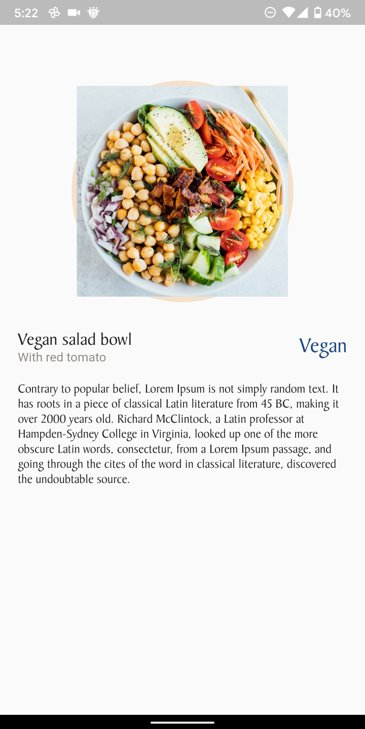 5:22
40%
Vegan salad bowl
Vegan
With red tomato
Contrary to popular belief, Lorem Ipsum is not simply random text. It
has roots in a piece of classical Latin literature from 45 BC, making it
over 2000 years old. Richard McClintock, a Latin professor at
Hampden-Sydney College in Virginia, looked up one of the more
obscure Latin words, consectetur, from a Lorem Ipsum passage, and
going through the cites of the word in classical literature, discovered
the undoubtable source.